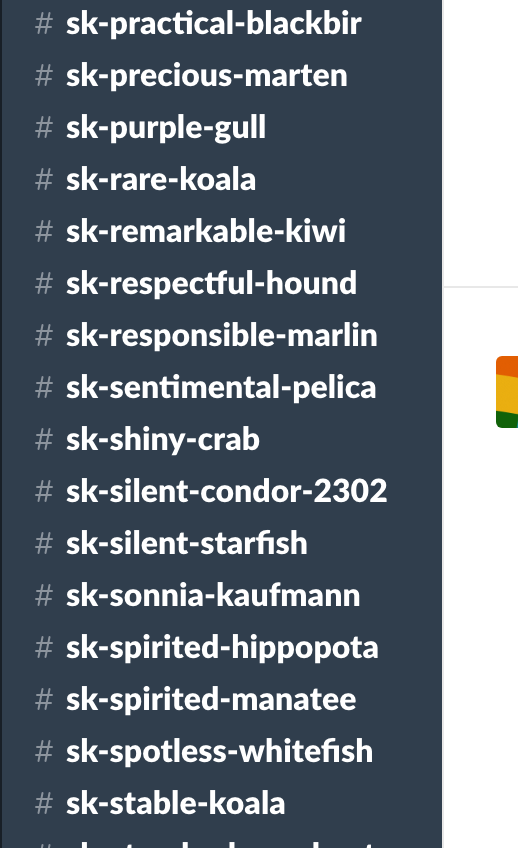 # sk-practical-blackbir
# sk-precious-marten
# sk-purple-gull
# sk-rare-koala
# sk-remarkable-kiwi
# sk-respectful-hound
# sk-responsible-marlin
# sk-sentimental-pelica
# sk-shiny-crab
# sk-silent-condor-2302
# sk-silent-starfish
# sk-sonnia-kaufmann
# sk-spirited-hippopota
# sk-spirited-manatee
# sk-spotless-whitefish
# sk-stable-koala